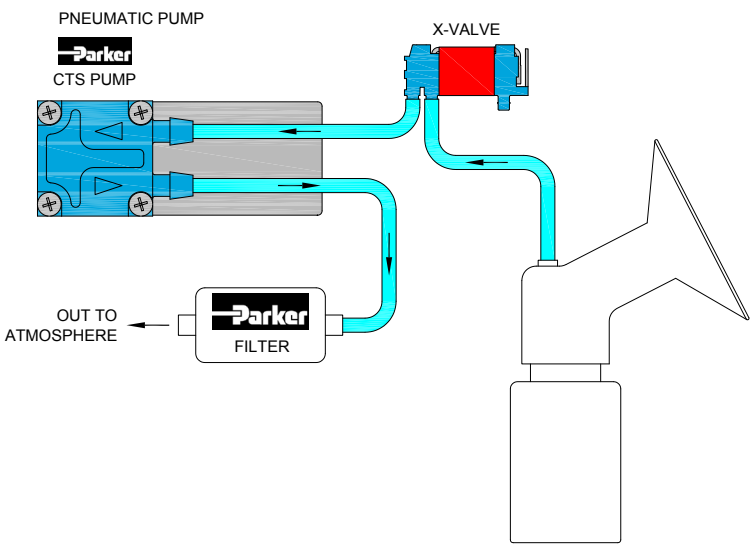 PNEUMATIC PUMP
Parker
CTS PUMP
X-VALVE
OUT TO
ATMOSPHERE
Parker
FILTER